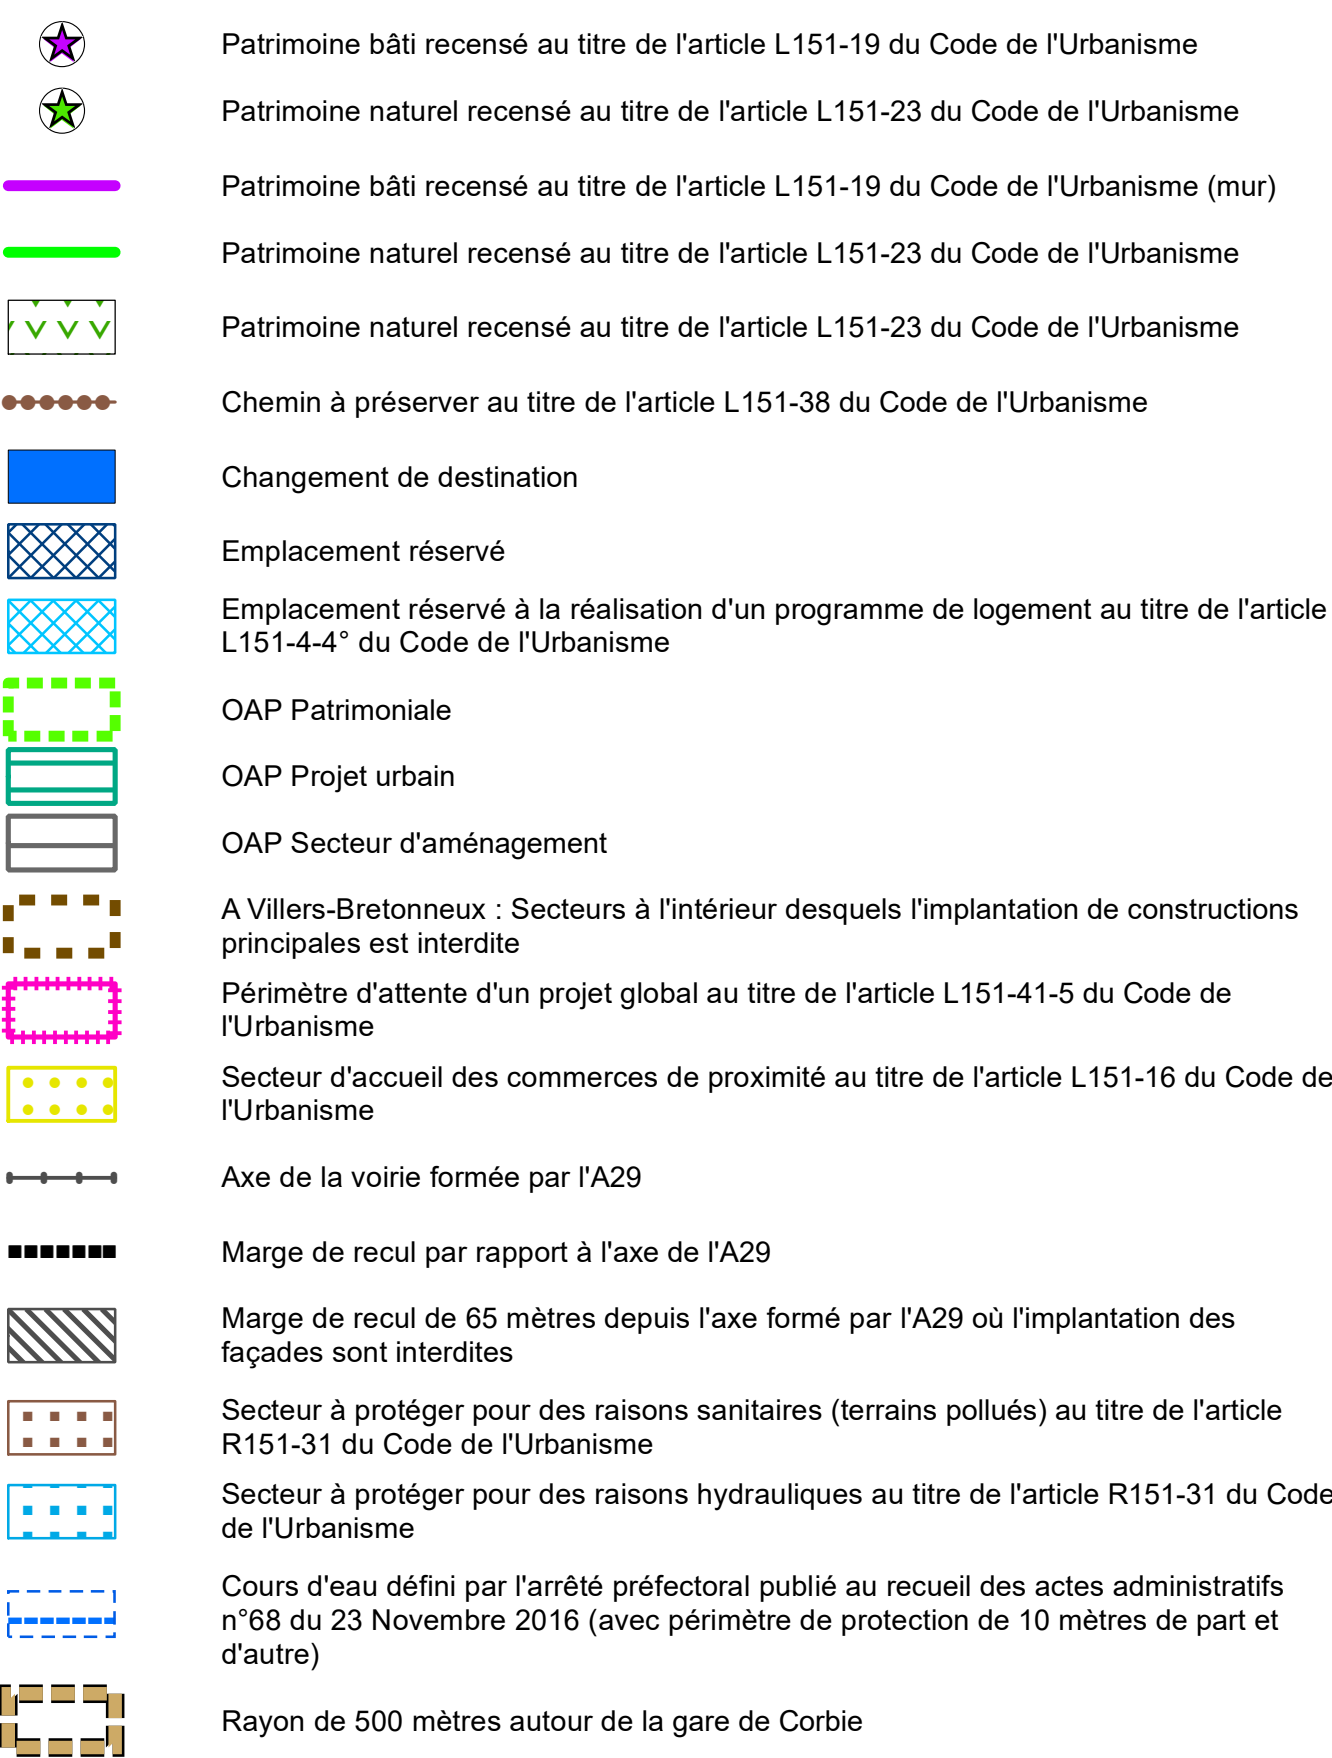 Patrimoine bâti recensé au titre de l'article L151-19 du Code de l'Urbanisme
Patrimoine naturel recensé au titre de l'article L151-23 du Code de l'Urbanisme
Patrimoine bâti recensé au titre de l'article L151-19 du Code de l'Urbanisme (mur)
Patrimoine naturel recensé au titre de l'article L151-23 du Code de l'Urbanisme
Patrimoine naturel recensé au titre de l'article L151-23 du Code de l'Urbanisme
Chemin à préserver au titre de l'article L151-38 du Code de l'Urbanisme
Changement de destination
Emplacement réservé
Emplacement réservé à la réalisation d'un programme de logement au titre de l'article
L151-4-4° du Code de l'Urbanisme
OAP Patrimoniale
OAP Projet urbain
OAP Secteur d'aménagement
A Villers-Bretonneux : Secteurs à l'intérieur desquels l'implantation de constructions
principales est interdite
Périmètre d'attente d'un projet global au titre de l'article L151-41-5 du Code de
l'Urbanisme
Secteur d'accueil des commerces de proximité au titre de l'article L151-16 du Code de
l'Urbanisme
Axe de la voirie formée par l'A29
Marge de recul par rapport à l'axe de l'A29
Marge de recul de 65 mètres depuis l'axe formé par l'A29 où l'implantation des
façades sont interdites
Secteur à protéger pour des raisons sanitaires (terrains pollués) au titre de l'article
R151-31 du Code de l'Urbanisme
Secteur à protéger pour des raisons hydrauliques au titre de l'article R151-31 du Code
de l'Urbanisme
Cours d'eau défini par l'arrêté préfectoral publié au recueil des actes administratifs
n°68 du 23 Novembre 2016 (avec périmètre de protection de 10 mètres de part et
d'autre)
Rayon de 500 mètres autour de la gare de Corbie